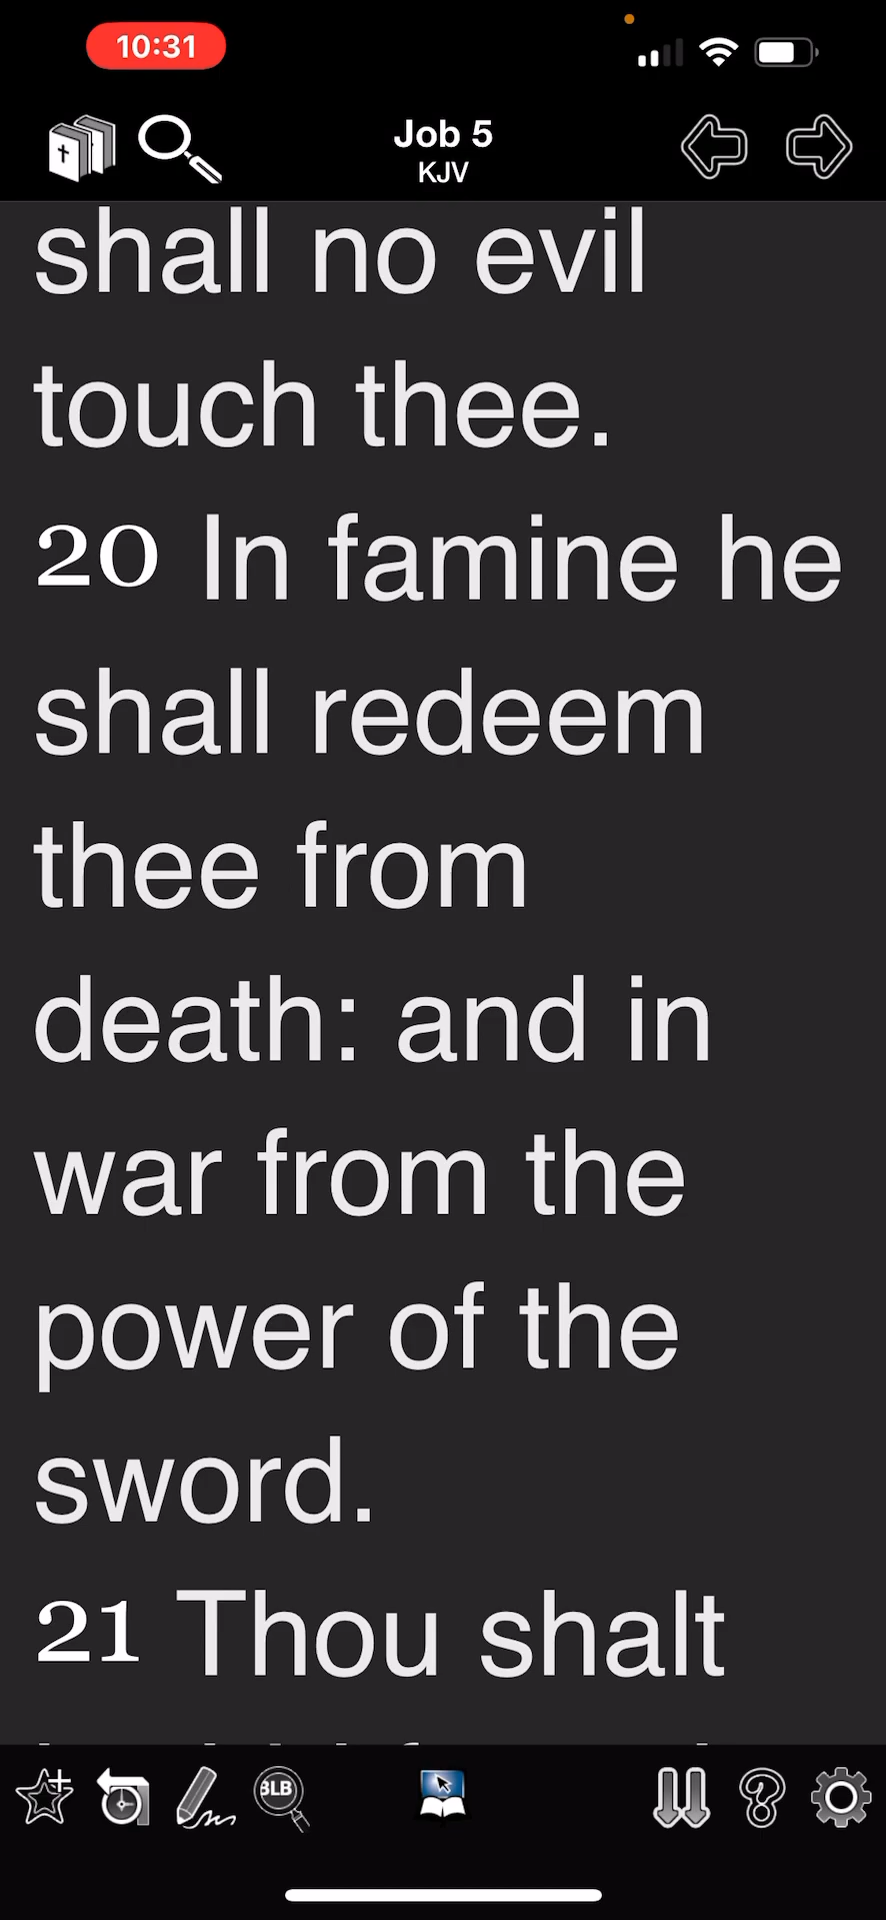 10:31
Job 5
KJV
shall no evil
touch thee.
20 In famine he
shall redeem
thee from
death: and in
war from the
power of the
sword.
21 Thou shalt
BLB